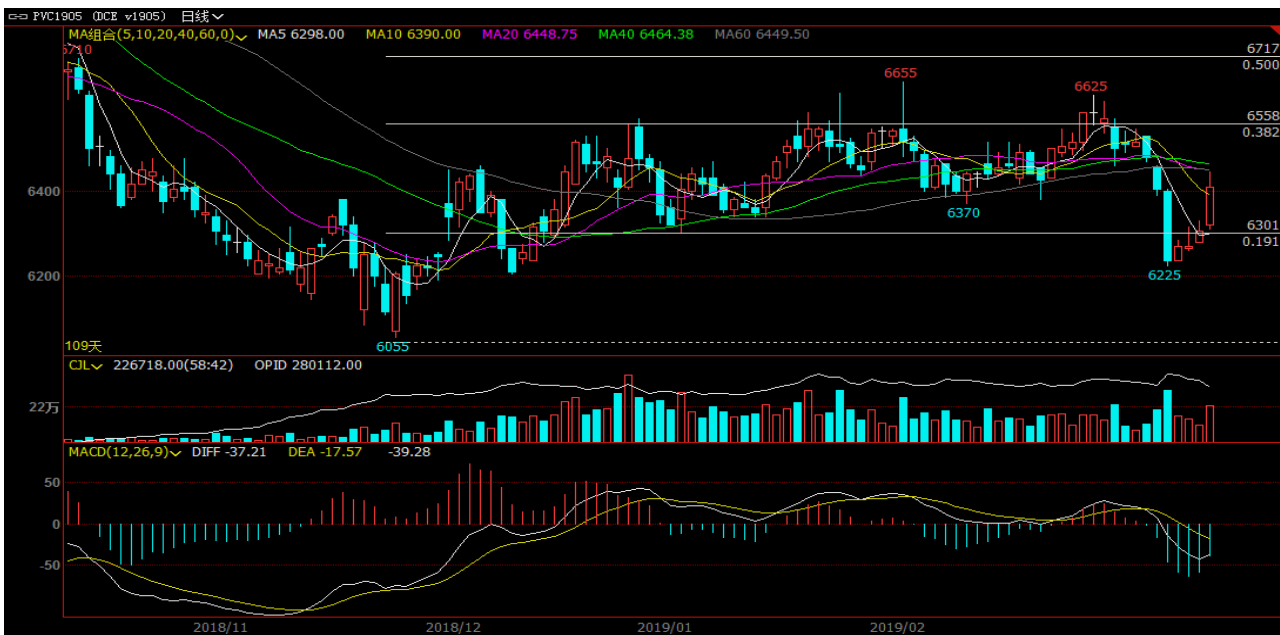 PVC1905 (DCE v1905) 日线
MA组合(5,10,20,40,60,0) MA5 6298.00 MA10 6390.00 MA20 6448.75 MA40 6464.38 MA60 6449.50
6710
6717
0.500
6655
6625
6558
0.382
6400
6370
6301
0.191
6200
6225
109天
6055
CJL 226718.00(58:42) OPID 280112.00
22万
MACD(12,26,9) DIFF -37.21 DEA -17.57 -39.28
50
0
-50
2018/11 2018/12 2019/01 2019/02